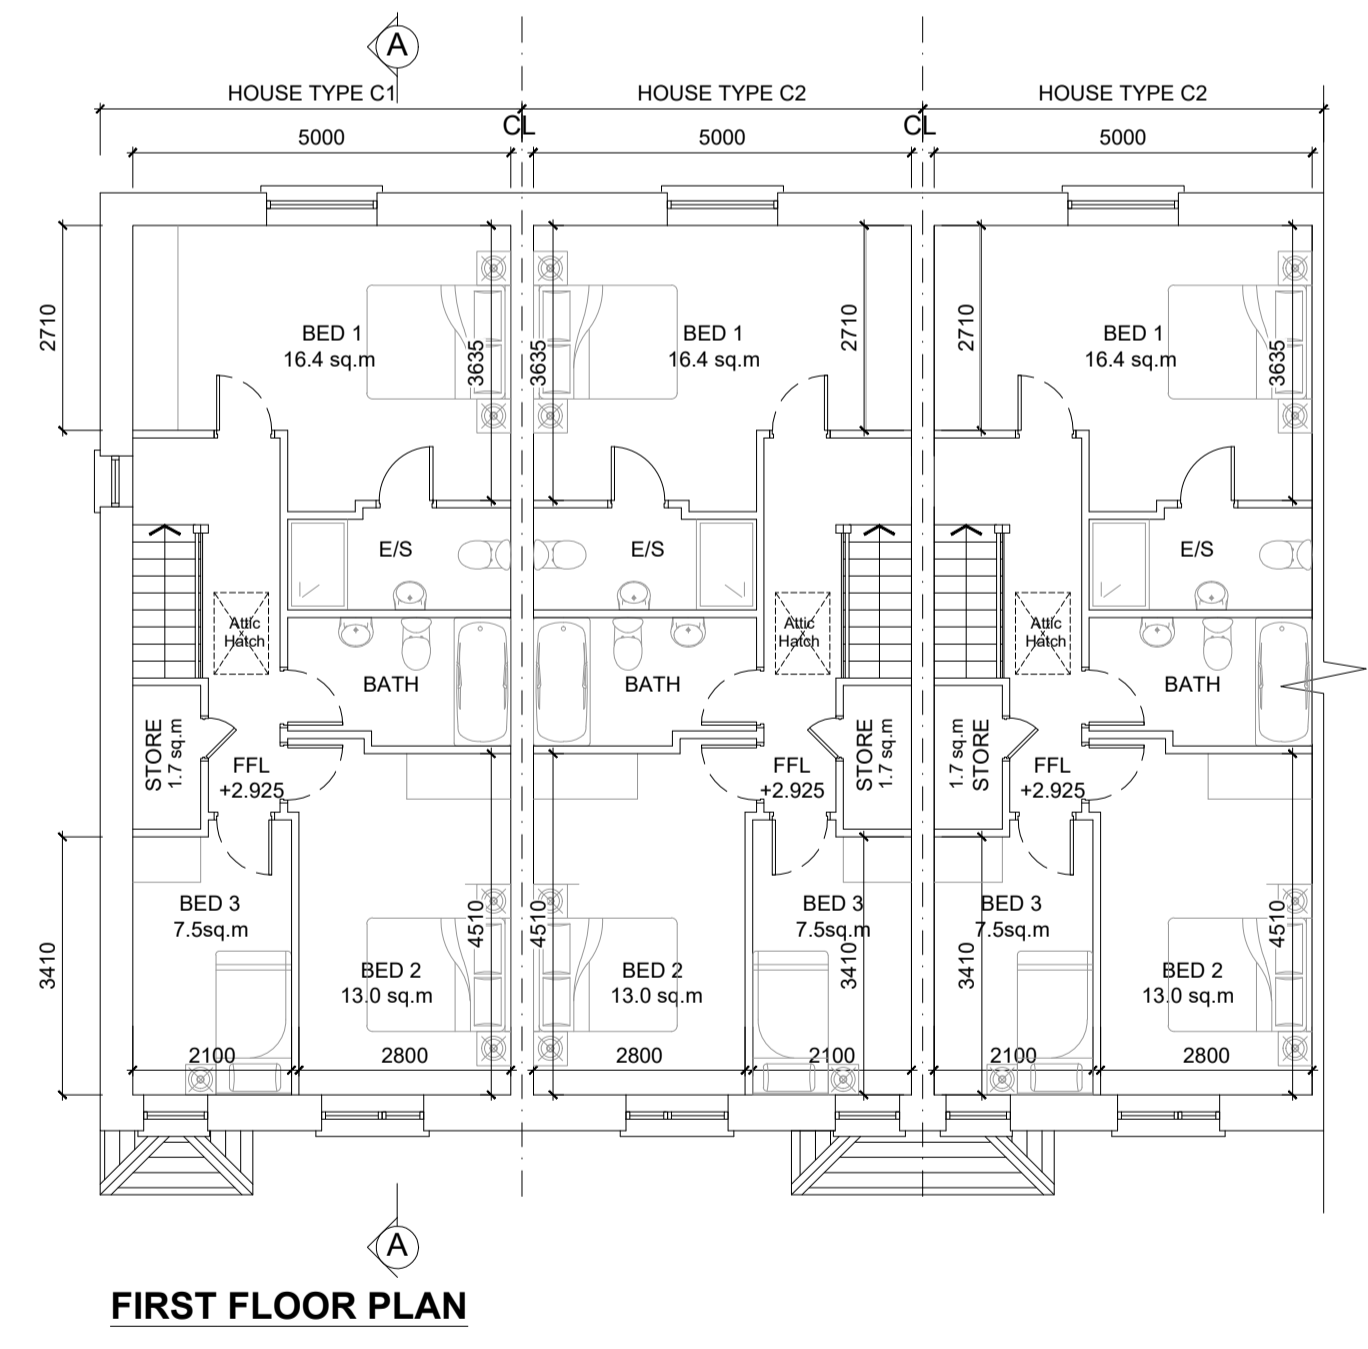 A
HOUSE TYPE C1
HOUSE TYPE C2
HOUSE TYPE C2
CL
CL
5000
5000
5000
2710
BED 1
16.4 sq.m
3635
3635
BED 1
16.4 sq.m
2710
2710
BED 1
16.4 sq.m
3635
E/S
E/S
E/S
Attic
Hatch
Attic
Hatch
Attic
Hatch
BATH
BATH
BATH
STORE
1.7 sq.m
FFL
+2.925
FFL
+2.925
STORE
1.7 sq.m
1.7 sq.m
STORE
FFL
+2.925
3410
BED 3
7.5sq.m
4510
4510
BED 3
7.5sq.m
3410
3410
BED 3
7.5sq.m
4510
BED 2
13.0 sq.m
BED 2
13.0 sq.m
BED 2
13.0 sq.m
2100
2800
2800
2100
2100
2800
A
FIRST FLOOR PLAN